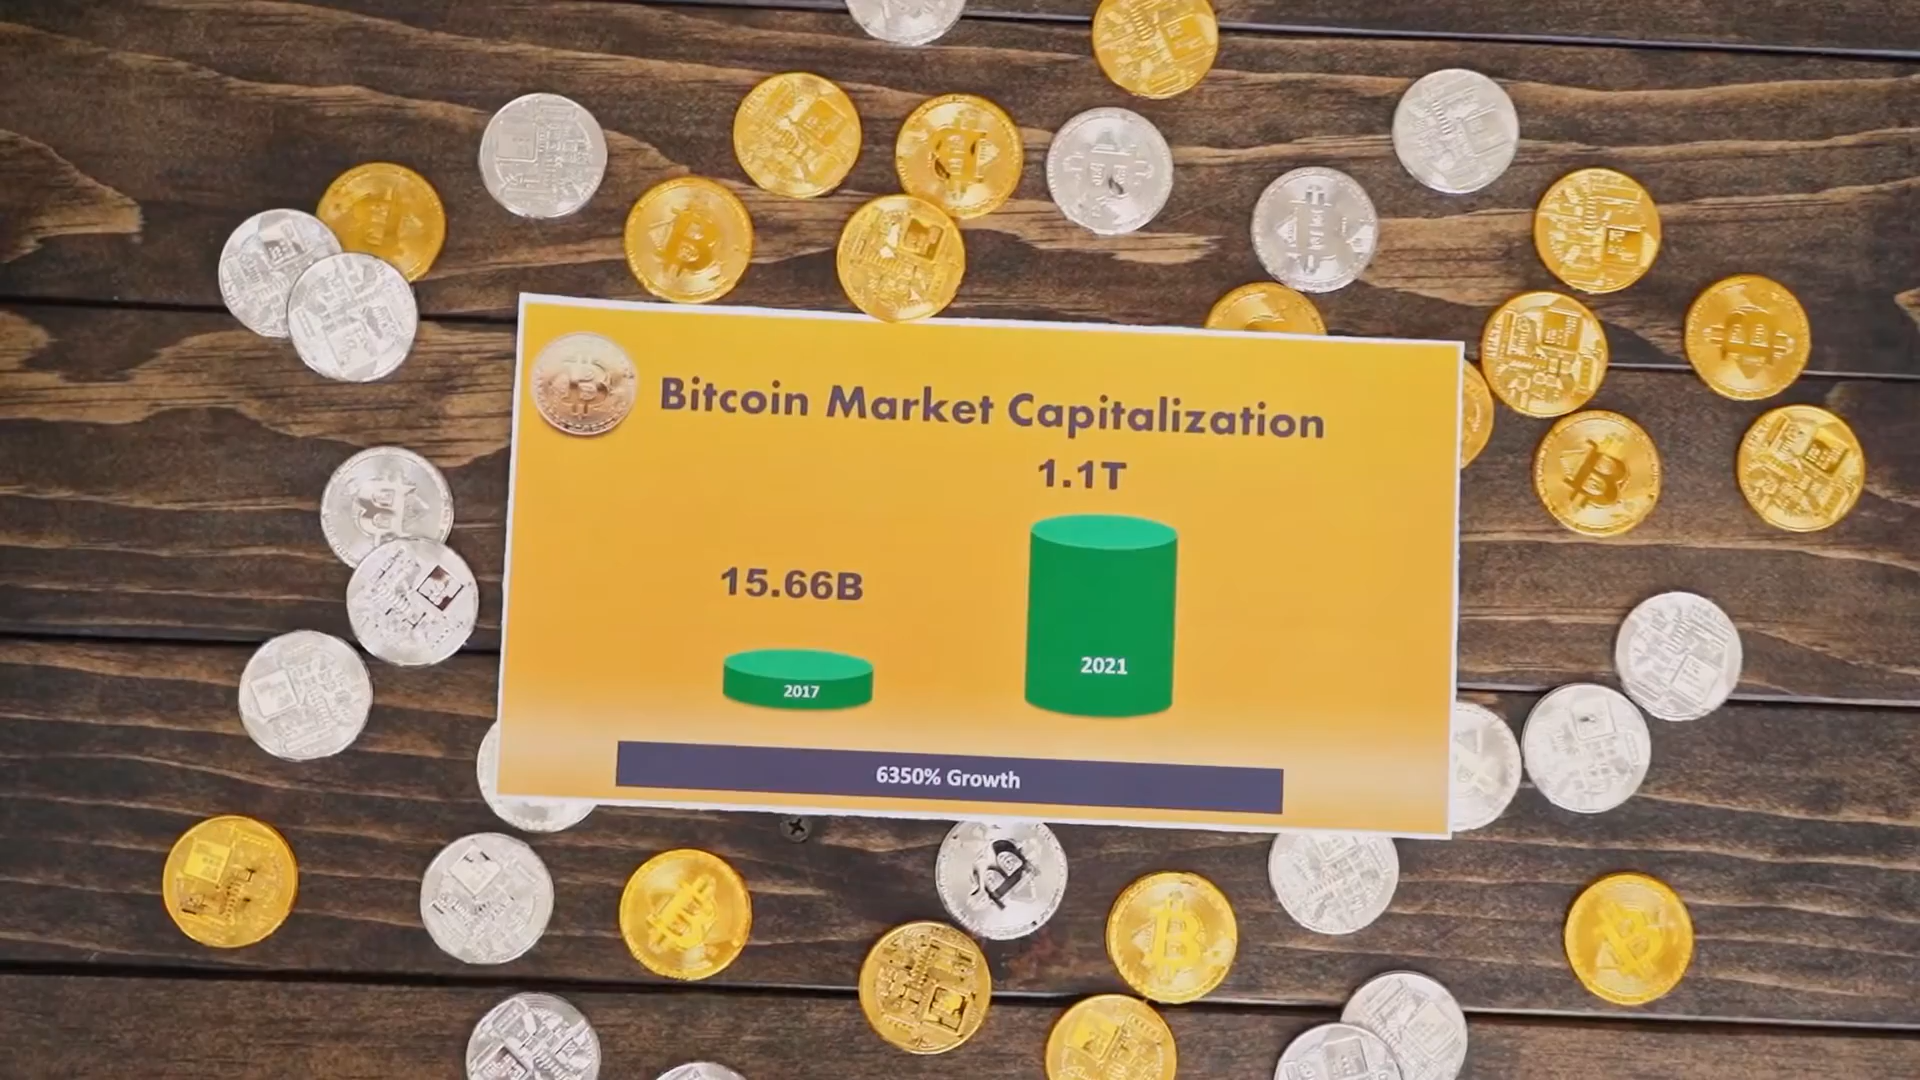 Bitcoin Market Capitalization
1.1T
15.66B
2021
2017
6350% Growth